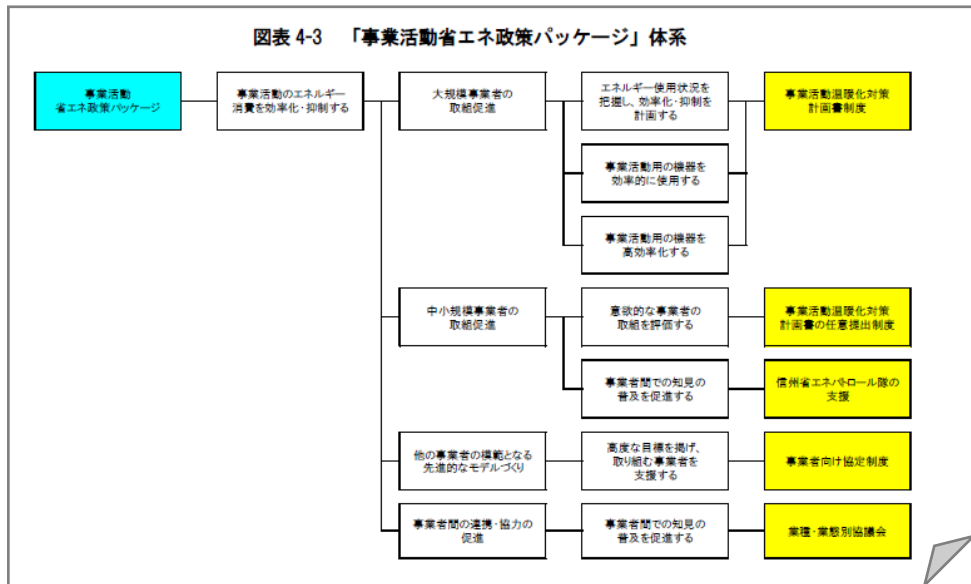 図表 4-3 「事業活動省エネ政策パッケージ」体系
事業活動
省エネ政策パッケージ
事業活動のエネルギー
消費を効率化・抑制する
大規模事業者の
取組促進
エネルギー使用状況を
把握し、効率化・抑制を
計画する
事業活動温暖化対策
計画書制度
事業活動用の機器を
効率的に使用する
事業活動用の機器を
高効率化する
中小規模事業者の
取組促進
意欲的な事業者の
取組を評価する
事業活動温暖化対策
計画書の任意提出制度
事業者間での知見の
普及を促進する
信州省エネパトロール隊の
支援
他の事業者の模範となる
先進的なモデルづくり
高度な目標を掲げ、
取り組む事業者を
支援する
事業者向け協定制度
事業者間の連携・協力の
促進
事業者間での知見の
普及を促進する
業種・業態別協議会